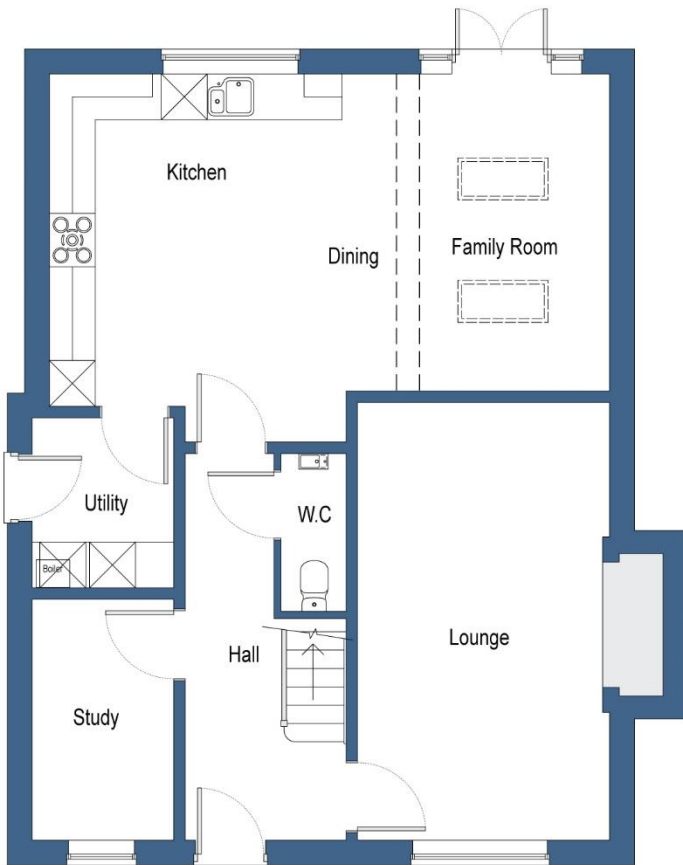 Kitchen
Dining
Family Room
Utility
W.C
Boiler
Hall
Lounge
Study